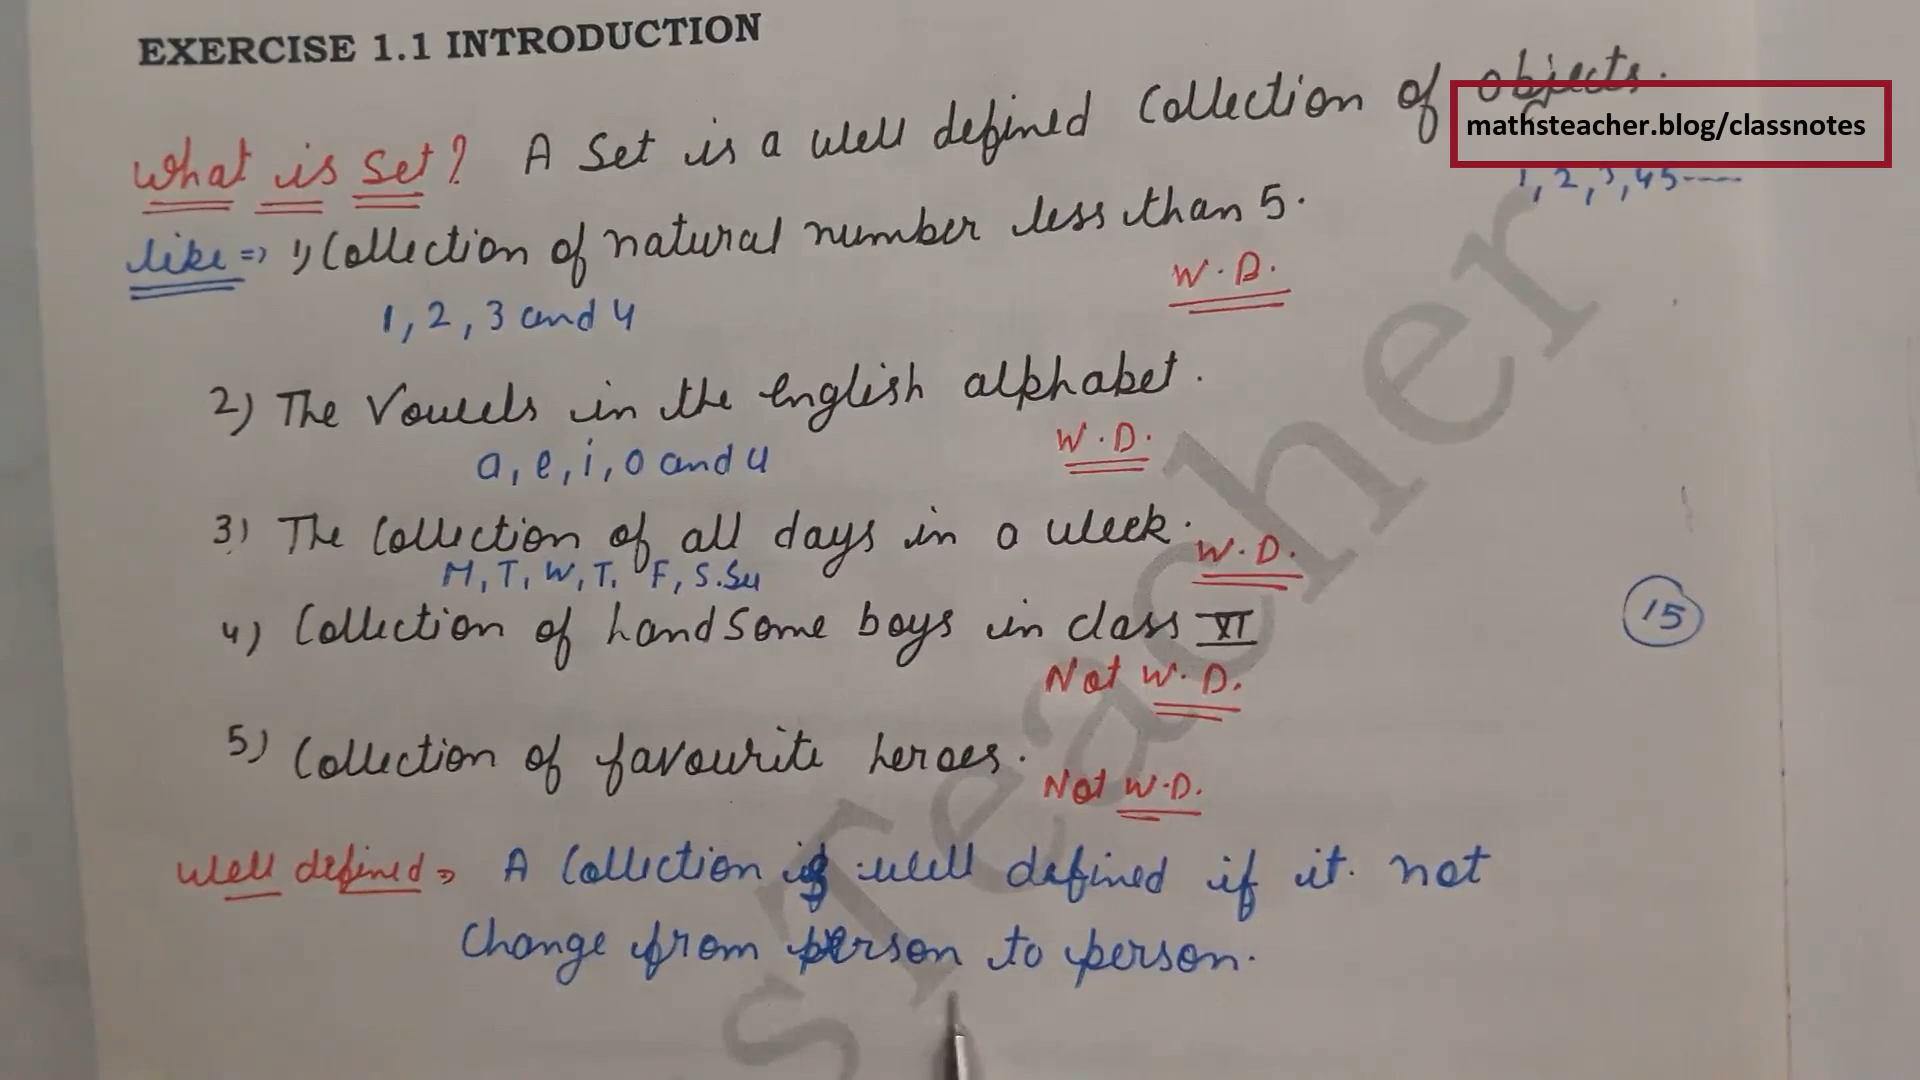 EXERCISE 1.1 INTRODUCTION
What is Set? A Set is a well defined Collection of objects.
mathsteacher.blog/classnotes
1, 2, 3, 4 5 ----
like => 1) Collection of natural number less than 5.
W.D.
1, 2, 3 and 4
2) The Vowels in the English alphabet.
W.D.
a, e, i, o and u
3) The Collection of all days in a week.
W.D.
M, T, W, T, F, S. Su
4) Collection of handsome boys in class XI
Not W.D.
15
5) Collection of favourite heroes.
Not W.D.
Well defined => A Collection is well defined if it not
Change from person to person.
sTeacher